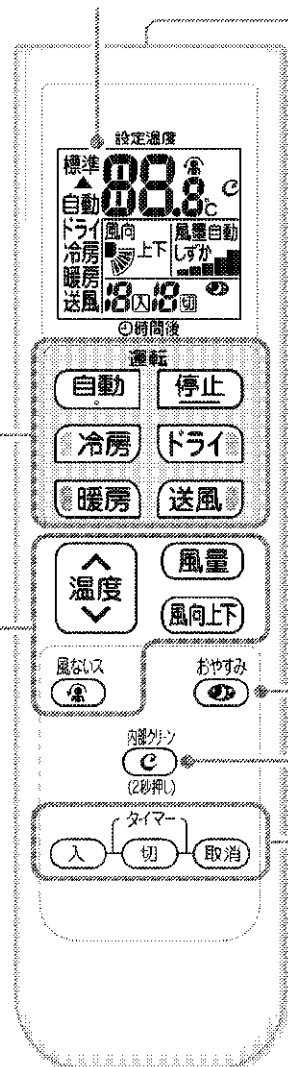 設定温度
標準 88.8℃
自動
ドライ 風向 風量自動
冷房 上下 しずか
暖房
送風 18入18切
時間後
運転
自動 停止
冷房 ドライ
暖房 送風
温度 風量
風向上下
風ないス おやすみ
内部クリーン
(2秒押し)
タイマー
入 切 取消